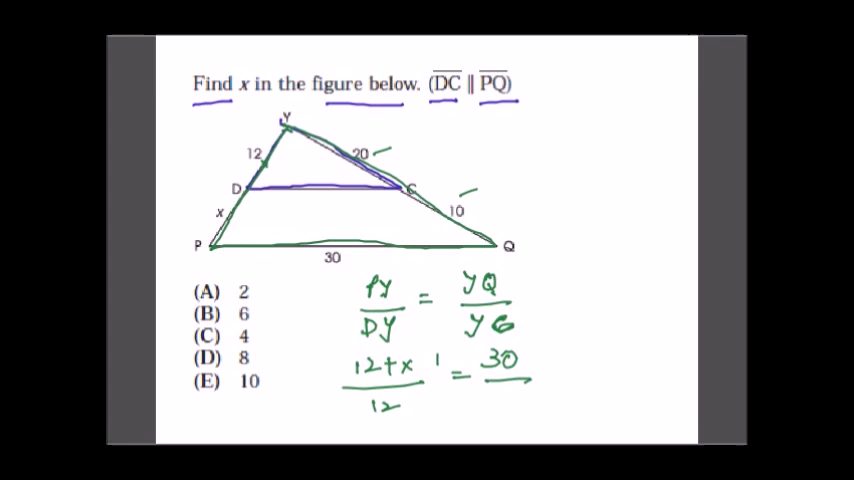 Find x in the figure below. (DC || PQ)
Y
12
20
D
C
x
10
P
Q
30
(A) 2
(B) 6
(C) 4
(D) 8
(E) 10
PY/DY = YQ/YC
12+x/12 = 30